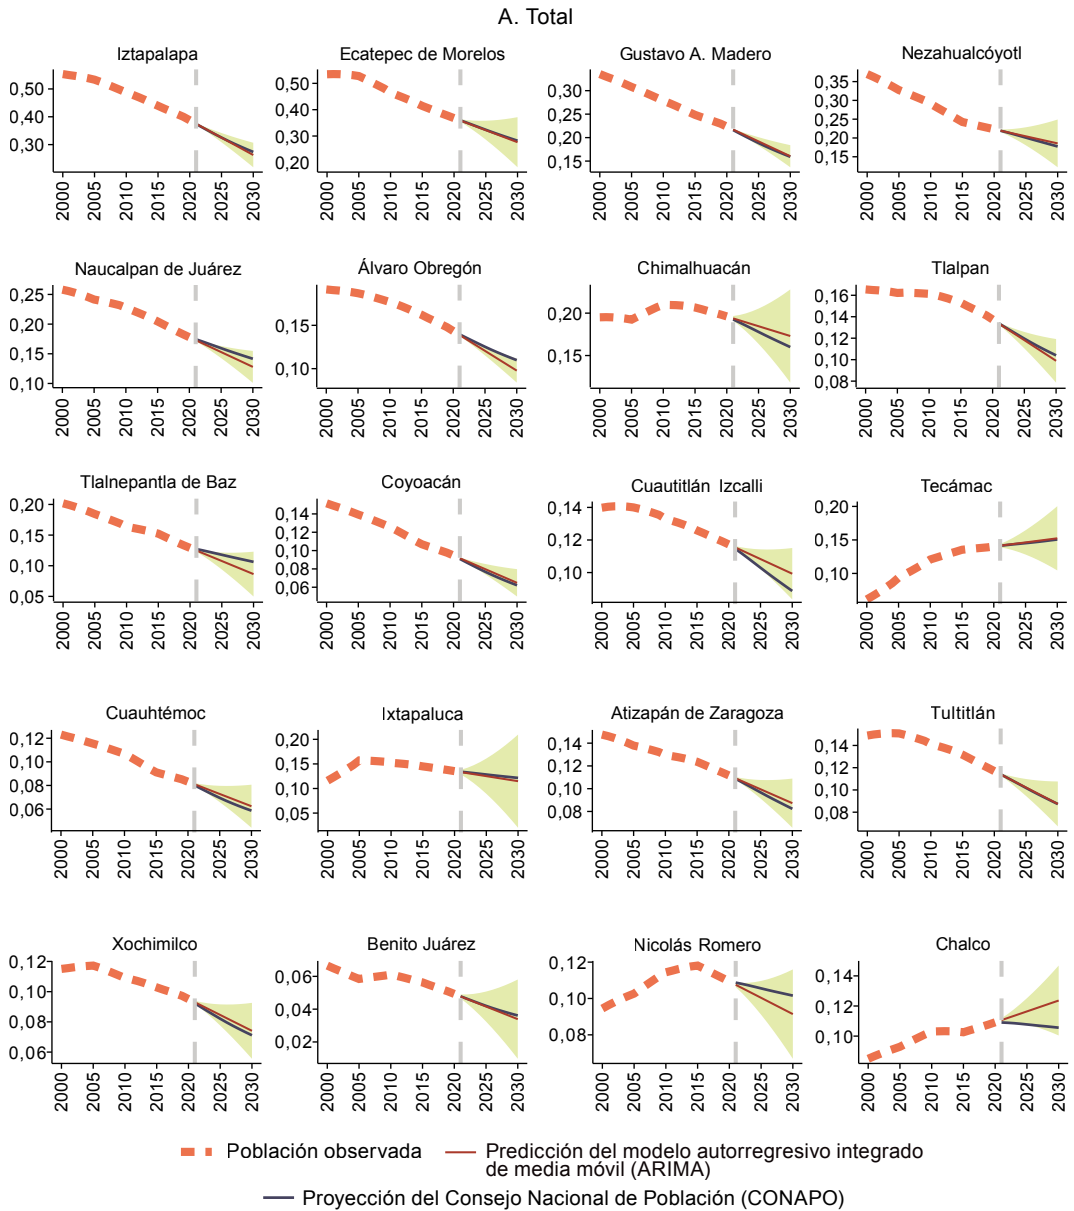 A. Total
Iztapalapa
0,50
0,40
0,30
2000 2005 2010 2015 2020 2025 2030
Ecatepec de Morelos
0,50
0,40
0,30
0,20
2000 2005 2010 2015 2020 2025 2030
Gustavo A. Madero
0,30
0,25
0,20
0,15
2000 2005 2010 2015 2020 2025 2030
Nezahualcóyotl
0,35
0,30
0,25
0,20
0,15
2000 2005 2010 2015 2020 2025 2030
Naucalpan de Juárez
0,25
0,20
0,15
0,10
2000 2005 2010 2015 2020 2025 2030
Álvaro Obregón
0,15
0,10
2000 2005 2010 2015 2020 2025 2030
Chimalhuacán
0,20
0,15
2000 2005 2010 2015 2020 2025 2030
Tlalpan
0,16
0,14
0,12
0,10
0,08
2000 2005 2010 2015 2020 2025 2030
Tlalnepantla de Baz
0,20
0,15
0,10
0,05
2000 2005 2010 2015 2020 2025 2030
Coyoacán
0,14
0,12
0,10
0,08
0,06
2000 2005 2010 2015 2020 2025 2030
Cuautitlán Izcalli
0,14
0,12
0,10
2000 2005 2010 2015 2020 2025 2030
Tecámac
0,20
0,15
0,10
2000 2005 2010 2015 2020 2025 2030
Cuauhtémoc
0,12
0,10
0,08
0,06
2000 2005 2010 2015 2020 2025 2030
Ixtapaluca
0,20
0,15
0,10
0,05
2000 2005 2010 2015 2020 2025 2030
Atizapán de Zaragoza
0,14
0,12
0,10
0,08
2000 2005 2010 2015 2020 2025 2030
Tultitlán
0,14
0,12
0,10
0,08
2000 2005 2010 2015 2020 2025 2030
Xochimilco
0,12
0,10
0,08
0,06
2000 2005 2010 2015 2020 2025 2030
Benito Juárez
0,06
0,04
0,02
2000 2005 2010 2015 2020 2025 2030
Nicolás Romero
0,12
0,10
0,08
2000 2005 2010 2015 2020 2025 2030
Chalco
0,14
0,12
0,10
2000 2005 2010 2015 2020 2025 2030
Población observada
Predicción del modelo autorregresivo integrado
de media móvil (ARIMA)
Proyección del Consejo Nacional de Población (CONAPO)